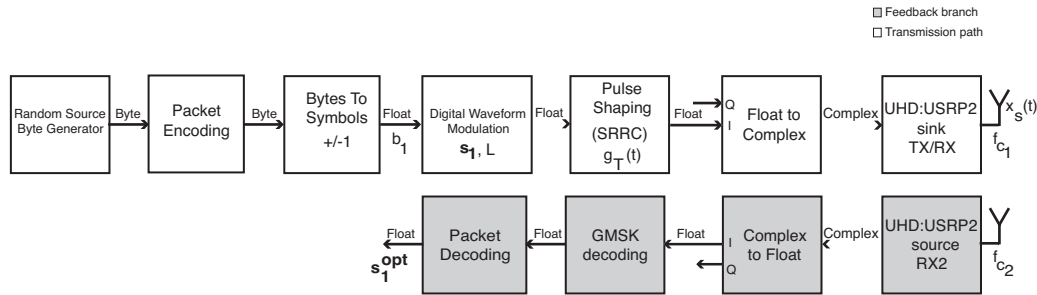 Feedback branch
Transmission path
Random Source
Byte Generator
Byte
Packet
Encoding
Byte
Bytes To
Symbols
+/-1
Float
b1
Digital Waveform
Modulation
s1, L
Float
Pulse
Shaping
(SRRC)
gT(t)
Float
Q
I
Float to
Complex
Complex
UHD:USRP2
sink
TX/RX
xs(t)
fc1
Float
s1opt
Packet
Decoding
Float
GMSK
decoding
Float
I
Q
Complex
to Float
Complex
UHD:USRP2
source
RX2
fc2